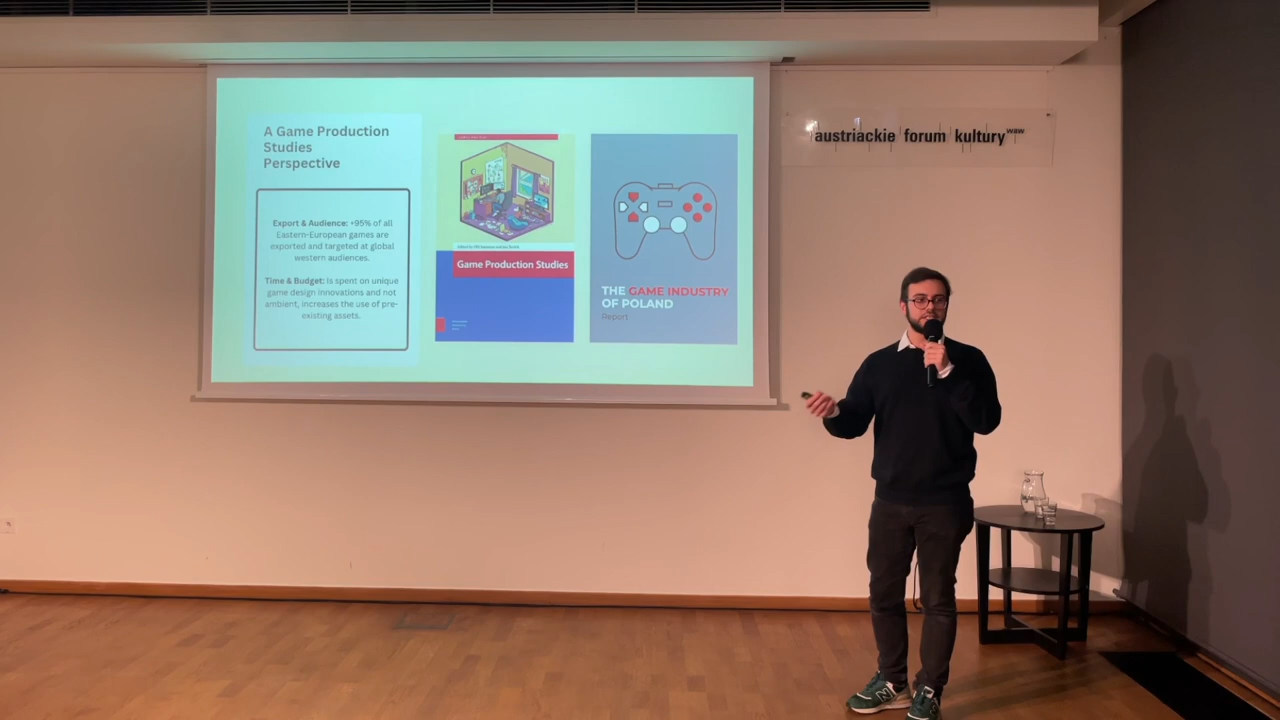 A Game Production
Studies
Perspective
Export & Audience: +95% of all
Eastern-European games are
exported and targeted at global
western audiences.
Time & Budget: Is spent on unique
game design innovations and not
ambient, increases the use of pre-
existing assets.
Game Production Studies
THE GAME INDUSTRY
OF POLAND
Report
austriackie forum kultury waw